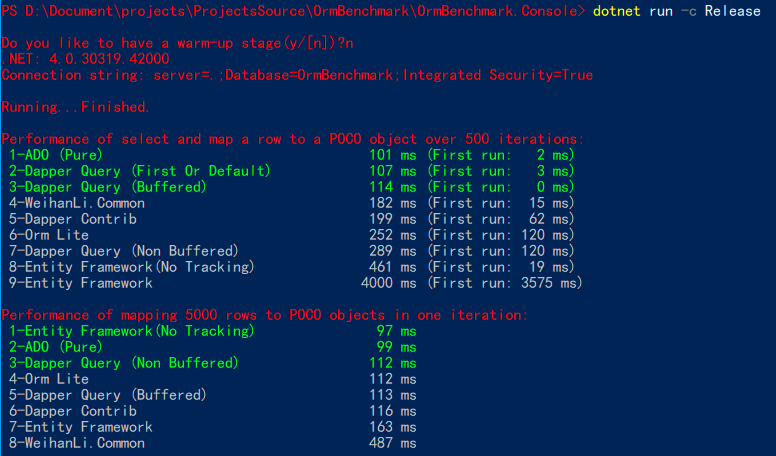 PS D:\Document\projects\ProjectsSource\OrmBenchmark\OrmBenchmark.Console> dotnet run -c Release
Do you like to have a warm-up stage(y/[n])?n
.NET: 4.0.30319.42000
Connection string: server=.;Database=OrmBenchmark;Integrated Security=True
Running...Finished.
Performance of select and map a row to a POCO object over 500 iterations:
1-ADO (Pure) 101 ms (First run: 2 ms)
2-Dapper Query (First Or Default) 107 ms (First run: 3 ms)
3-Dapper Query (Buffered) 114 ms (First run: 0 ms)
4-WeihanLi.Common 182 ms (First run: 15 ms)
5-Dapper Contrib 199 ms (First run: 62 ms)
6-Orm Lite 252 ms (First run: 120 ms)
7-Dapper Query (Non Buffered) 289 ms (First run: 120 ms)
8-Entity Framework(No Tracking) 461 ms (First run: 19 ms)
9-Entity Framework 4000 ms (First run: 3575 ms)
Performance of mapping 5000 rows to POCO objects in one iteration:
1-Entity Framework(No Tracking) 97 ms
2-ADO (Pure) 99 ms
3-Dapper Query (Non Buffered) 112 ms
4-Orm Lite 112 ms
5-Dapper Query (Buffered) 113 ms
6-Dapper Contrib 116 ms
7-Entity Framework 163 ms
8-WeihanLi.Common 487 ms